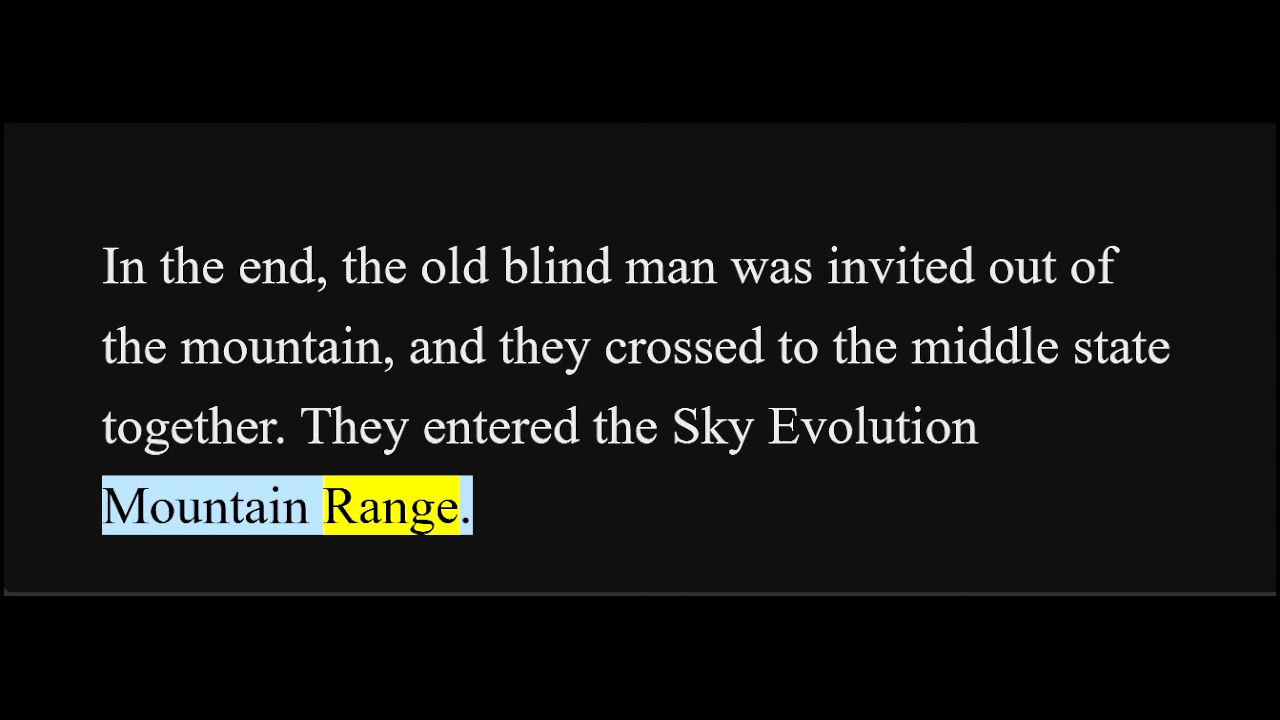 In the end, the old blind man was invited out of
the mountain, and they crossed to the middle state
together. They entered the Sky Evolution
Mountain Range.